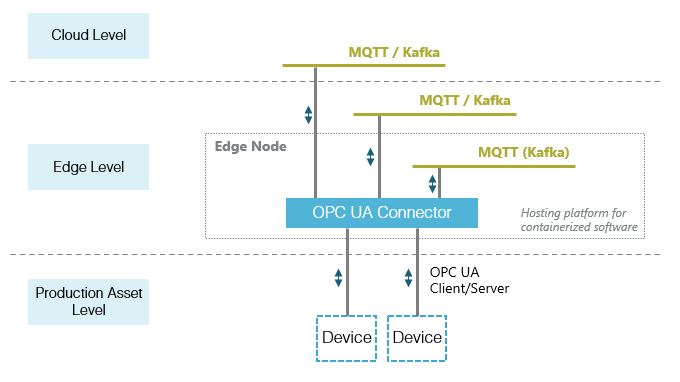 Cloud Level
MQTT / Kafka
MQTT / Kafka
Edge Node
MQTT (Kafka)
Edge Level
OPC UA Connector
Hosting platform for
containerized software
OPC UA
Client/Server
Production Asset
Level
Device
Device